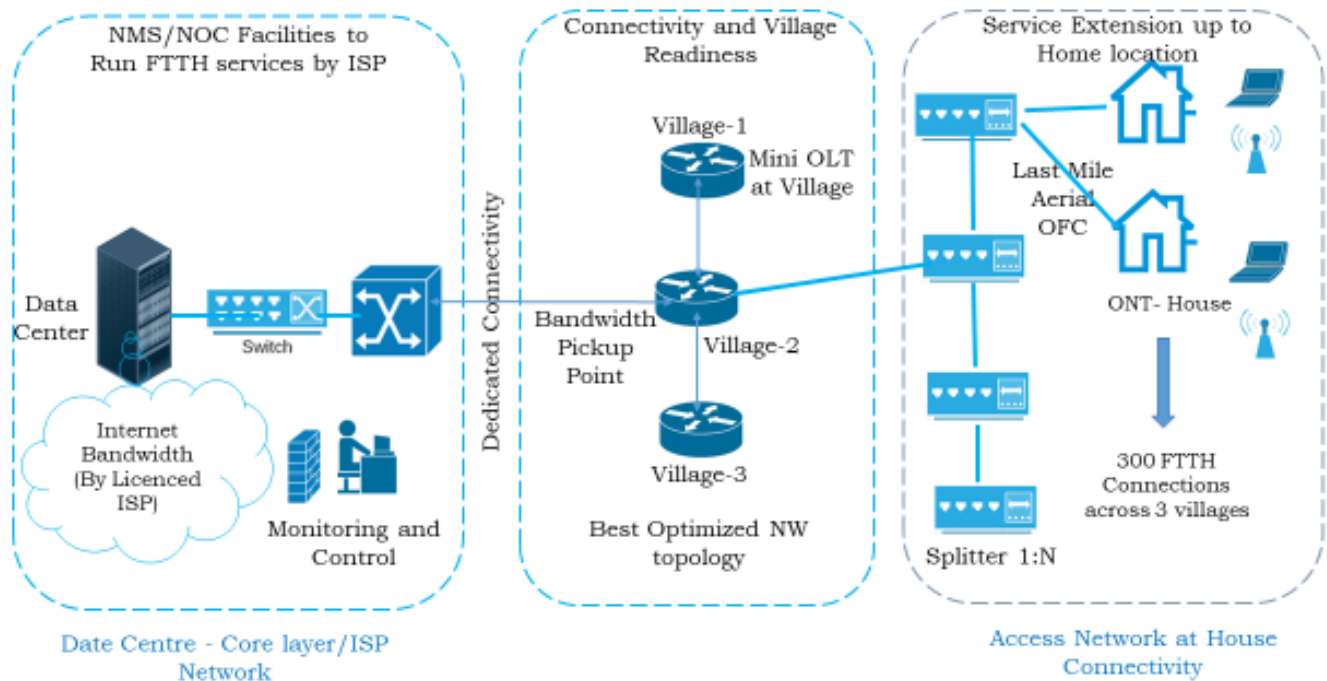 NMS/NOC Facilities to
Run FTTH services by ISP
Data
Center
Switch
Internet
Bandwidth
(By Licenced
ISP)
Monitoring and
Control
Date Centre - Core layer/ISP
Network
Dedicated Connectivity
Connectivity and Village
Readiness
Village-1
Mini OLT
at Village
Bandwidth
Pickup
Point
Village-2
Village-3
Best Optimized NW
topology
Service Extension up to
Home location
Last Mile
Aerial
OFC
ONT- House
300 FTTH
Connections
across 3 villages
Splitter 1:N
Access Network at House
Connectivity